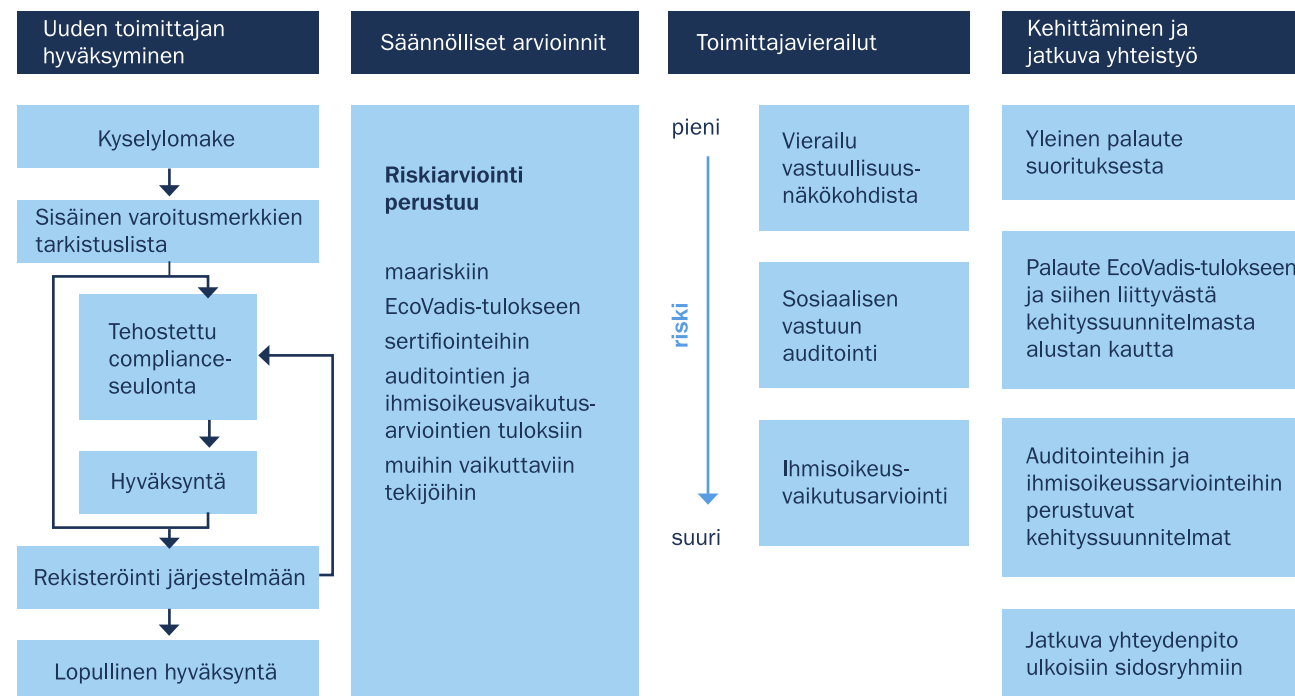 Uuden toimittajan
hyväksyminen
Kyselylomake
Sisäinen varoitusmerkkien
tarkistuslista
Tehostettu
compliance-
seulonta
Hyväksyntä
Rekisteröinti järjestelmään
Lopullinen hyväksyntä
Säännölliset arvioinnit
Riskiarviointi
perustuu
maariskiin
EcoVadis-tulokseen
sertifiointeihin
auditointien ja
ihmisoikeusvaikutus-
arviointien tuloksiin
muihin vaikuttaviin
tekijöihin
Toimittajavierailut
pieni
riski
suuri
Vierailu
vastuullisuus-
näkökohdista
Sosiaalisen
vastuun
auditointi
Ihmisoikeus-
vaikutusarviointi
Kehittäminen ja
jatkuva yhteistyö
Yleinen palaute
suorituksesta
Palaute EcoVadis-tulokseen
ja siihen liittyvästä
kehityssuunnitelmasta
alustan kautta
Auditointeihin ja
ihmisoikeussarviointeihin
perustuvat
kehityssuunnitelmat
Jatkuva yhteydenpito
ulkoisiin sidosryhmiin